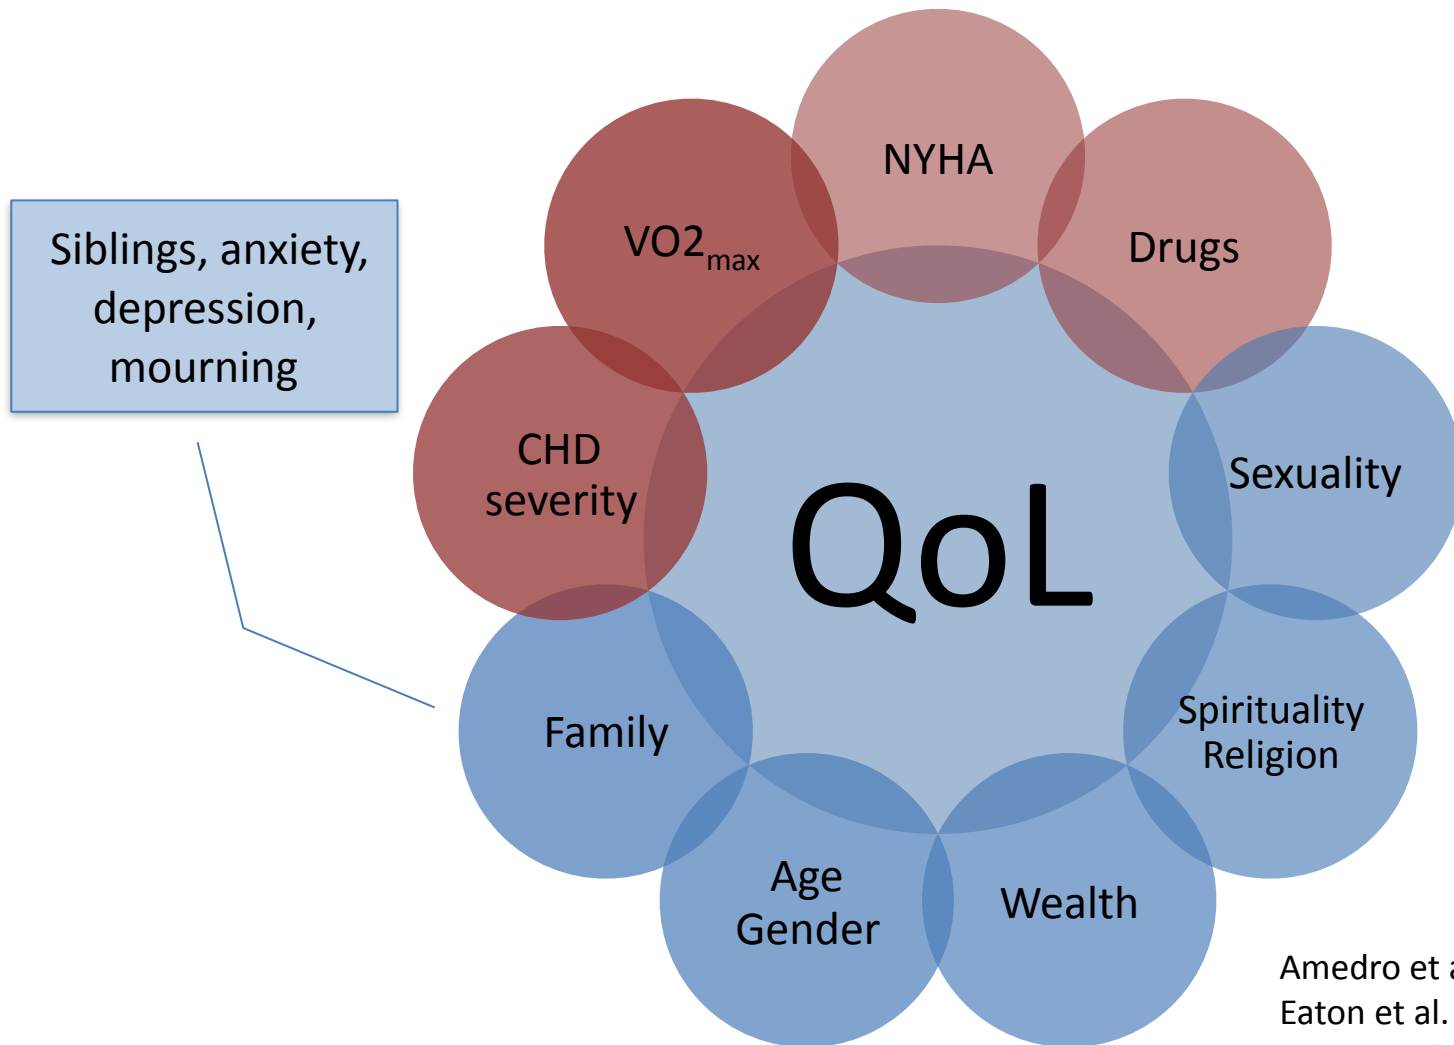 NYHA
VO2max
Drugs
Siblings, anxiety,
depression,
mourning
CHD
severity
Sexuality
QoL
Family
Spirituality
Religion
Age
Gender
Wealth
Amedro et
Eaton et al.